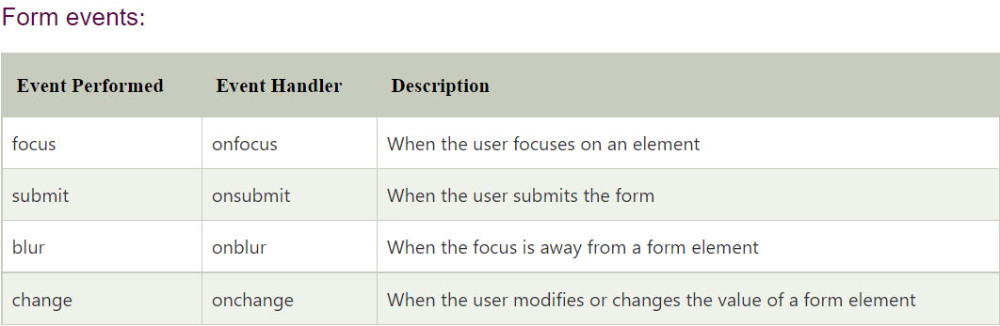 Form events:
Event Performed Event Handler Description
focus onfocus When the user focuses on an element
submit onsubmit When the user submits the form
blur onblur When the focus is away from a form element
change onchange When the user modifies or changes the value of a form element